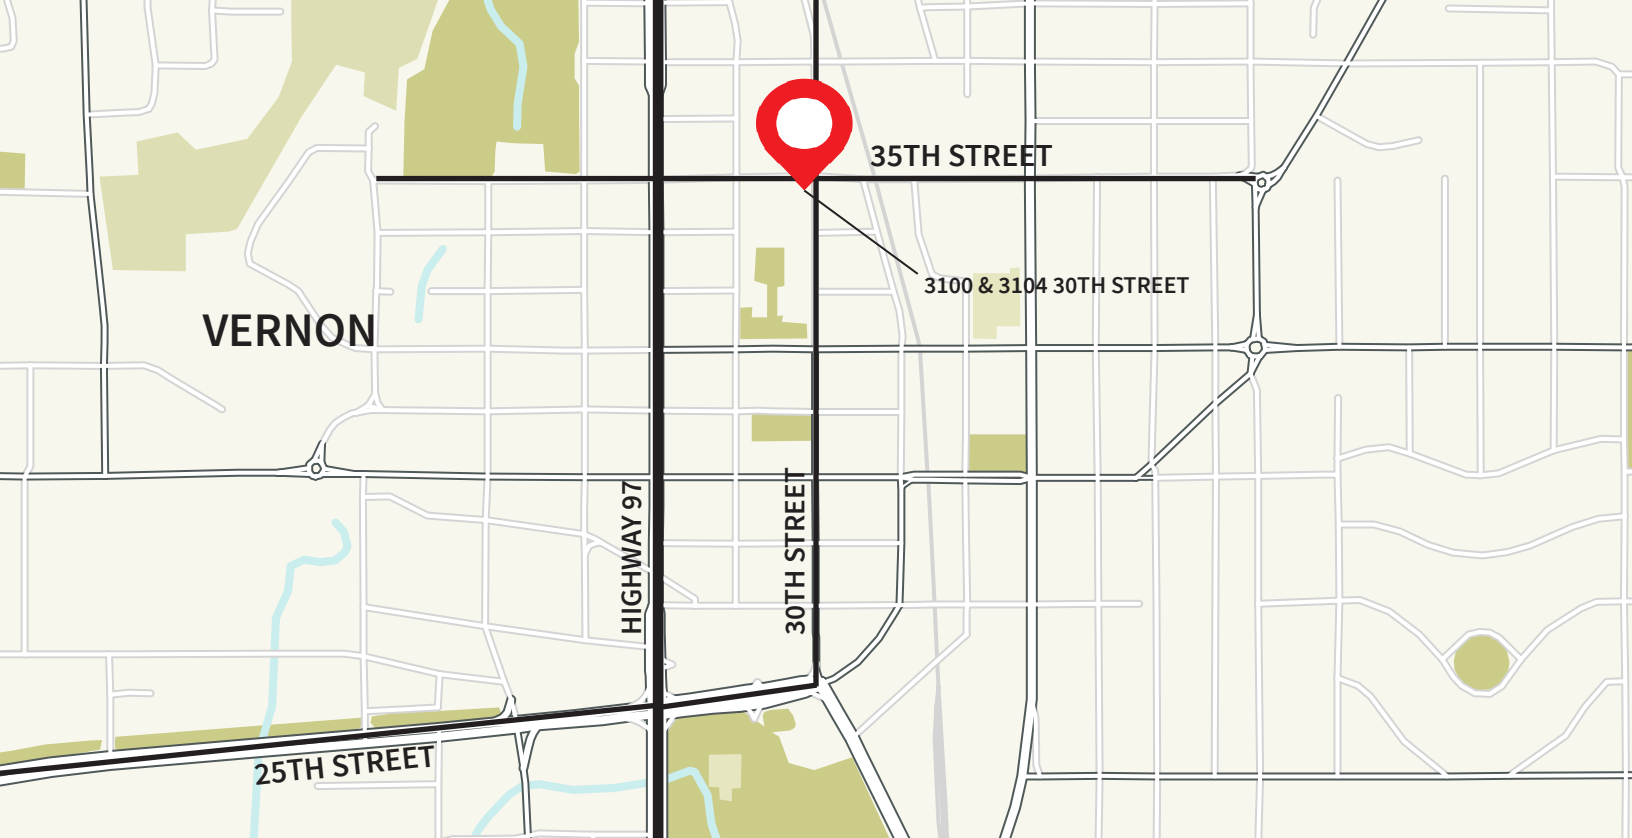 35TH STREET
3100 & 3104 30TH STREET
VERNON
HIGHWAY 97
30TH STREET
25TH STREET